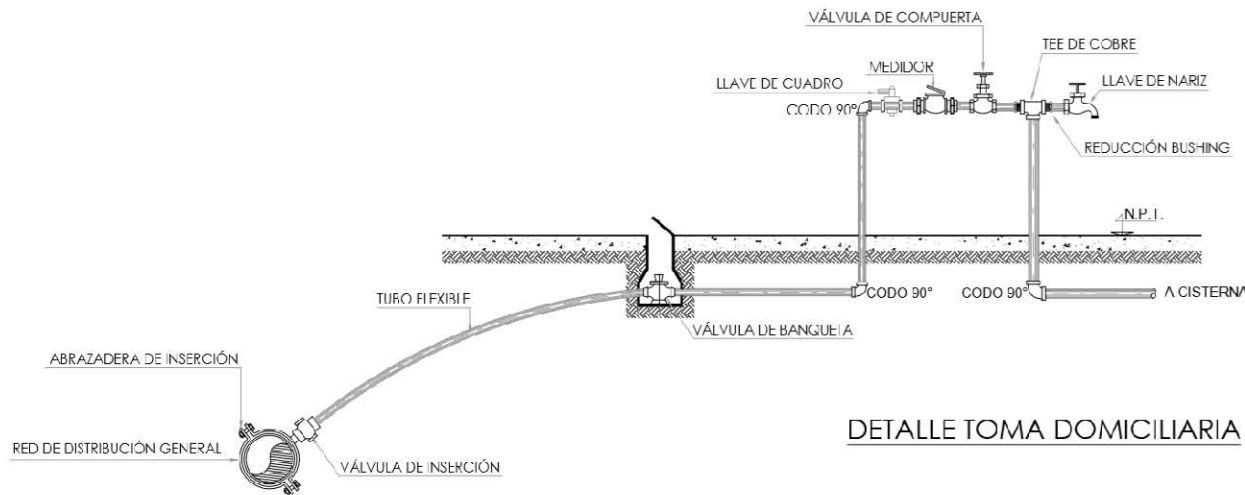 VÁLVULA DE COMPUERTA
TEE DE COBRE
MEDIDOR
LLAVE DE CUADRO
LLAVE DE NARIZ
CODO 90°
REDUCCIÓN BUSHING
N.P.T.
TUBO FLEXIBLE
CODO 90°
CODO 90°
A CISTERNA
VÁLVULA DE BANQUETA
ABRAZADERA DE INSERCIÓN
RED DE DISTRIBUCIÓN GENERAL
VÁLVULA DE INSERCIÓN
DETALLE TOMA DOMICILIARIA